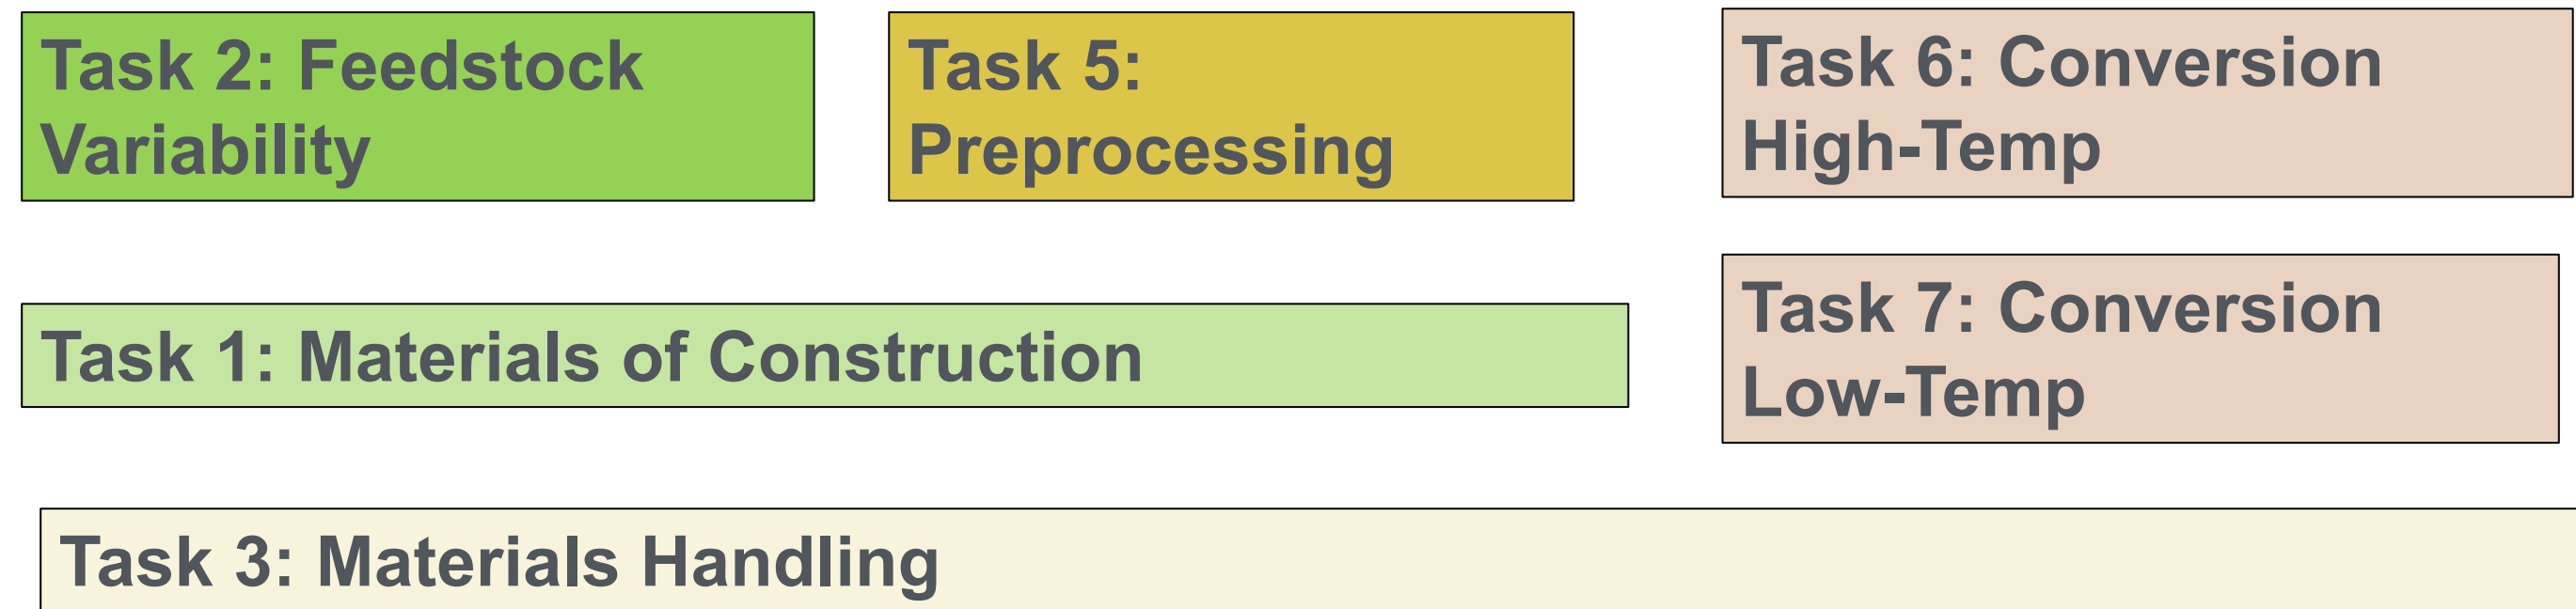 Task 2: Feedstock
Variability
Task 5:
Preprocessing
Task 6: Conversion
High-Temp
Task 1: Materials of Construction
Task 7: Conversion
Low-Temp
Task 3: Materials Handling